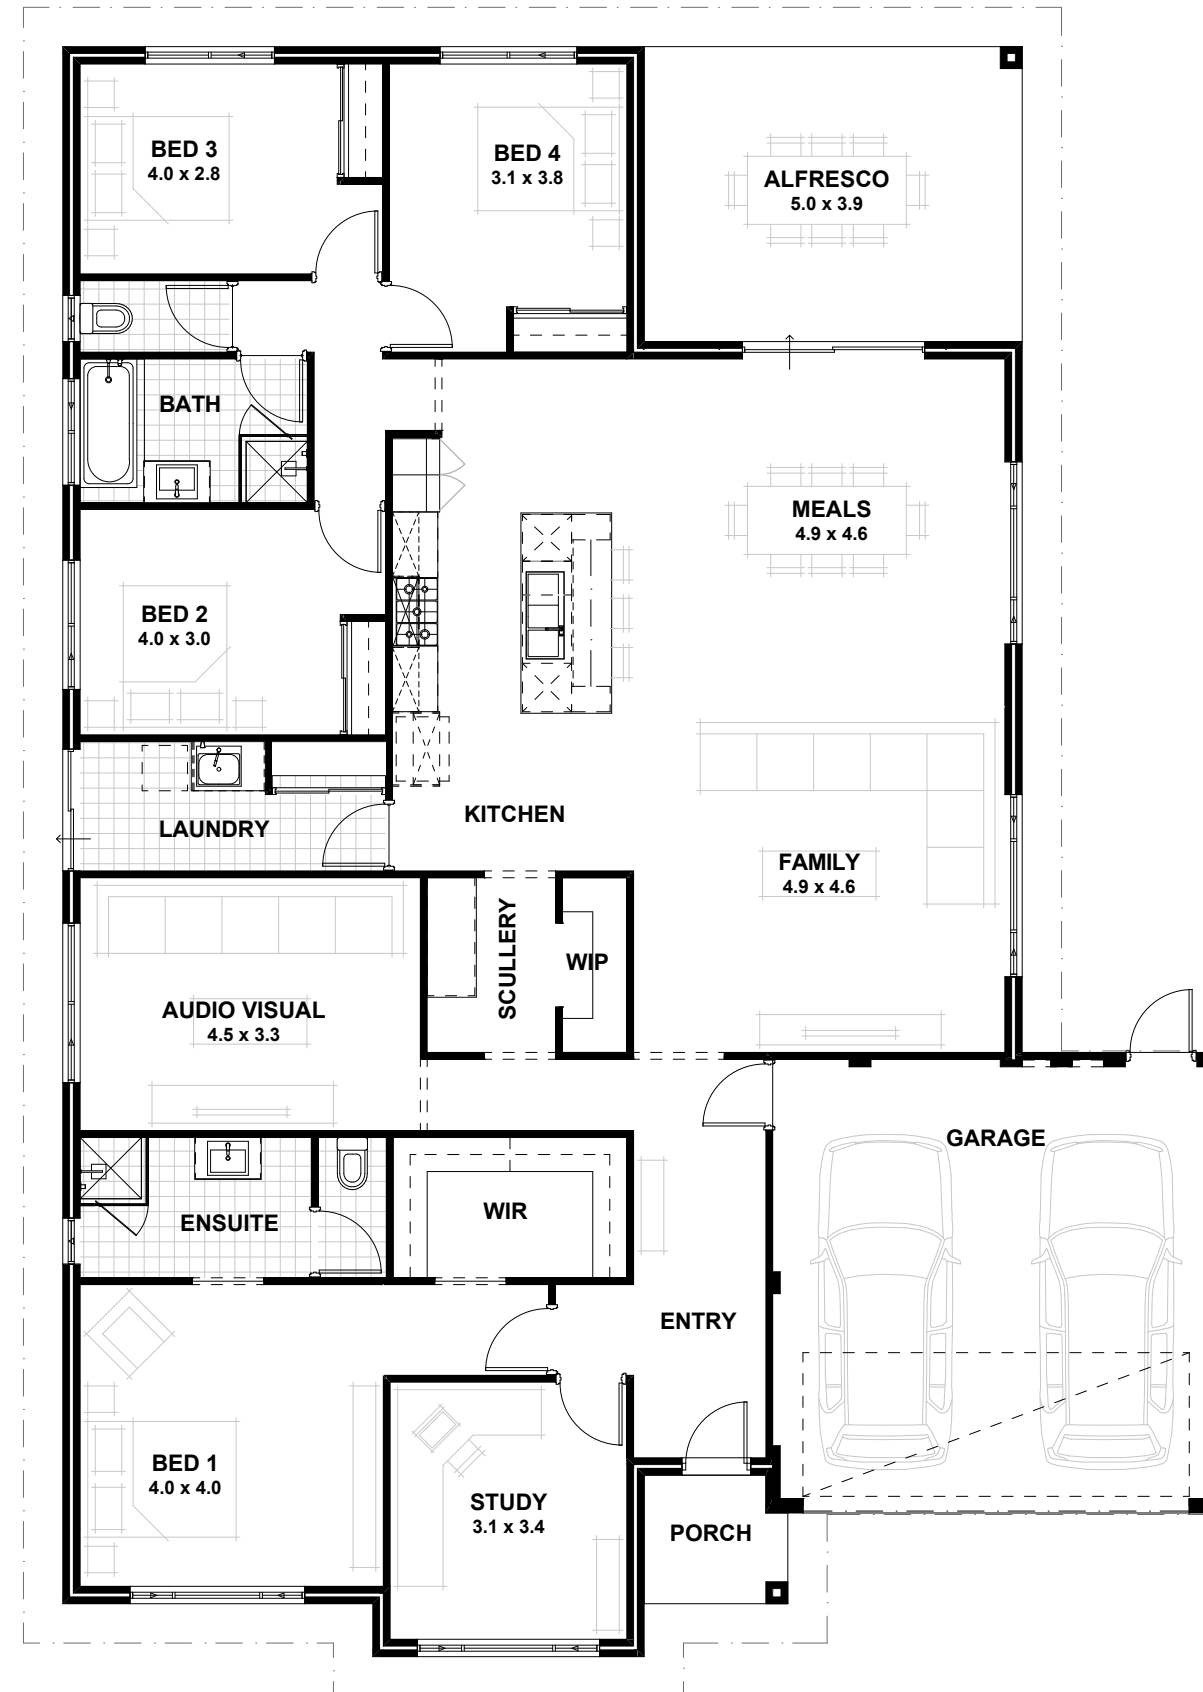 BED 3
4.0 x 2.8
BED 4
3.1 x 3.8
ALFRESCO
5.0 x 3.9
BATH
MEALS
4.9 x 4.6
BED 2
4.0 x 3.0
KITCHEN
LAUNDRY
FAMILY
4.9 x 4.6
SCULLERY
WIP
AUDIO VISUAL
4.5 x 3.3
GARAGE
WIR
ENSUITE
ENTRY
BED 1
4.0 x 4.0
STUDY
3.1 x 3.4
PORCH